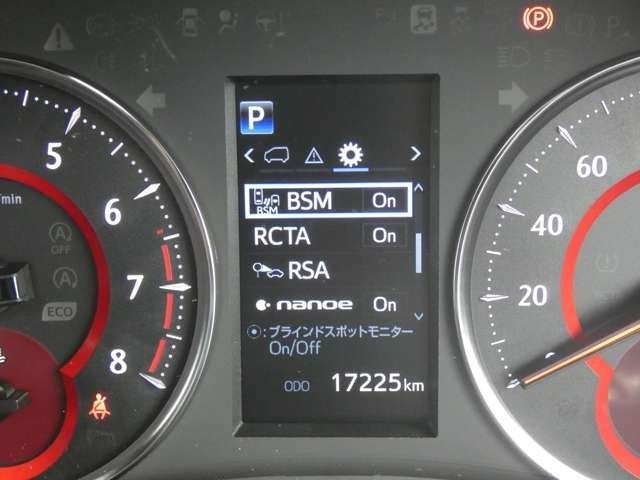 P
P
BSM BSM On
RCTA On
RSA
nanoe On
⦿:ブラインドスポットモニター
On/Off
ODO 17225km
/min
5
6
7
8
OFF
ECO
60
40
20